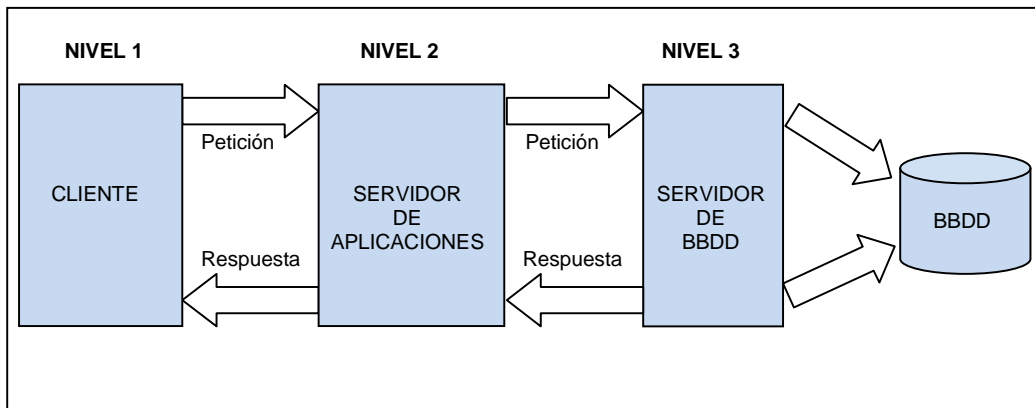 NIVEL 1
NIVEL 2
NIVEL 3
Petición
Petición
CLIENTE
SERVIDOR
DE
APLICACIONES
SERVIDOR
DE
BBDD
BBDD
Respuesta
Respuesta